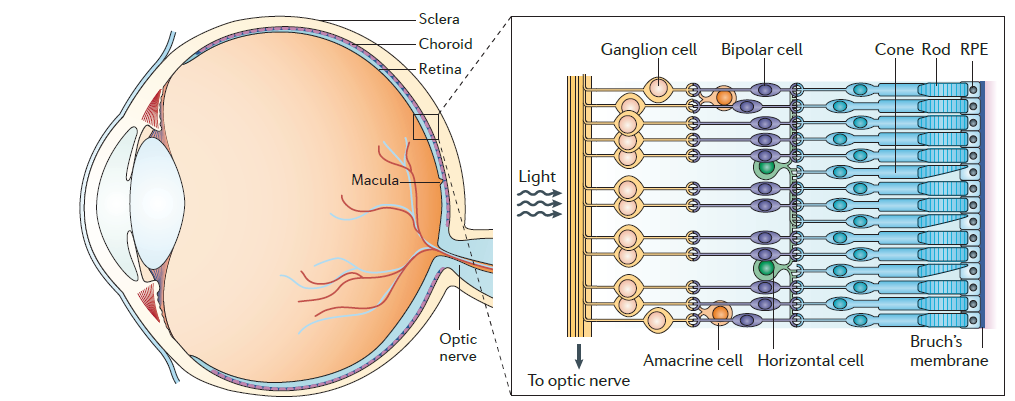 Sclera
Choroid
Retina
Macula
Optic
nerve
Light
Ganglion cell
Bipolar cell
Cone
Rod
RPE
Amacrine cell
Horizontal cell
Bruch's
membrane
To optic nerve